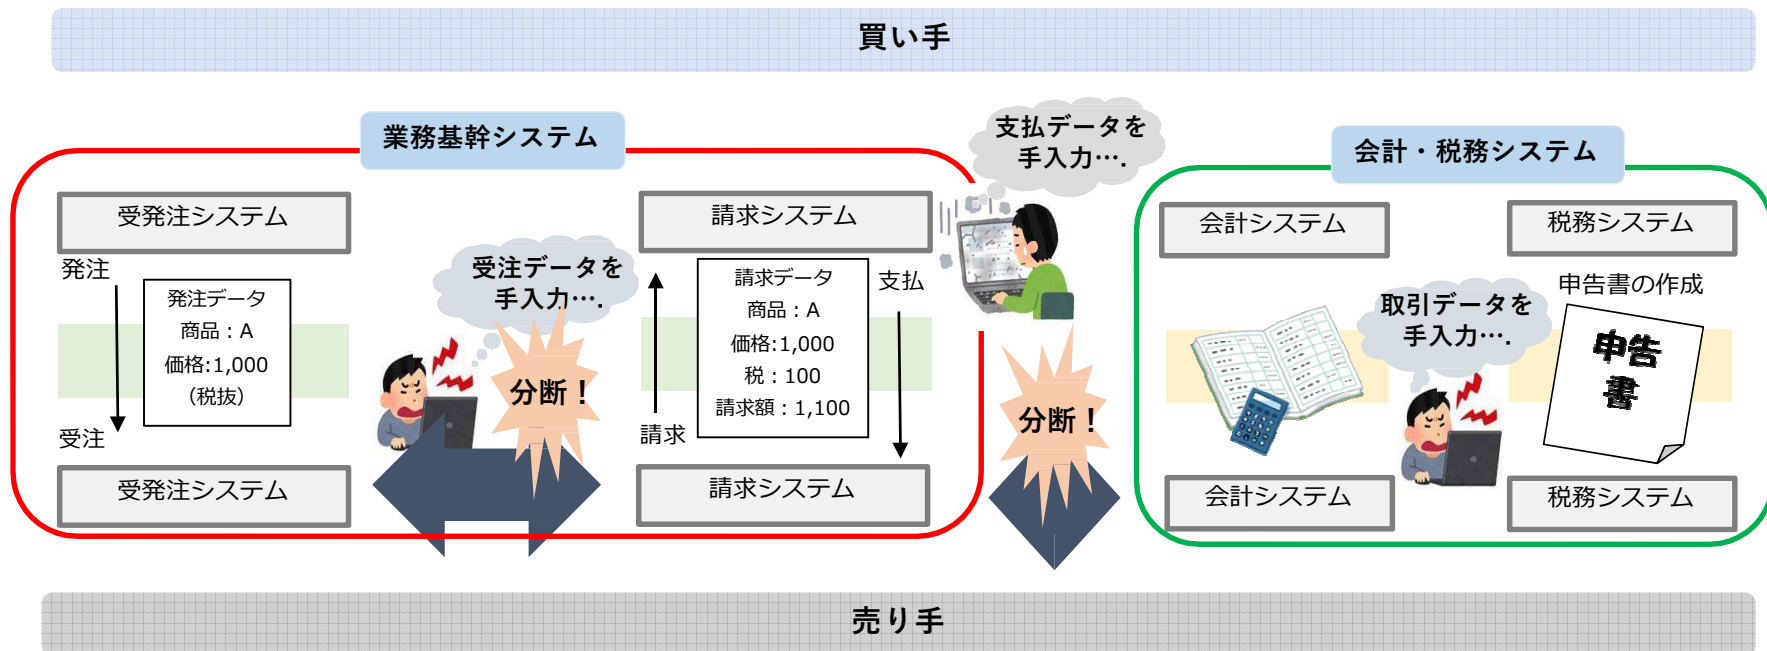 買い手
業務基幹システム
支払データを
手入力….
会計・税務システム
受発注システム
請求システム
会計システム
税務システム
発注
発注データ
商品：A
価格:1,000
（税抜）
受注
受発注システム
受注データを
手入力….
分断！
請求データ
商品：A
価格:1,000
税：100
請求額：1,100
支払
請求
請求システム
分断！
取引データを
手入力….
申告書の作成
申告
書
会計システム
税務システム
売り手